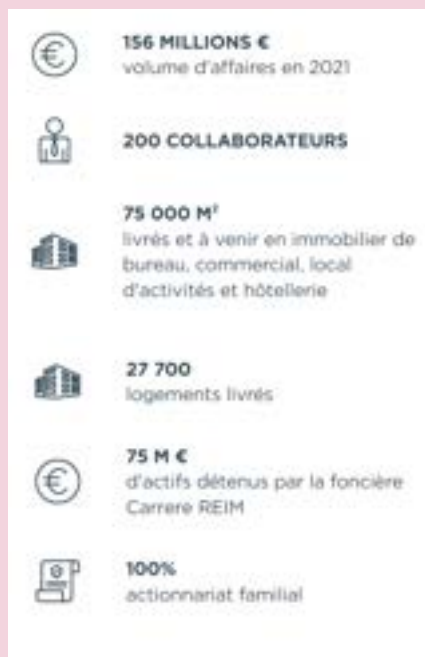 156 MILLIONS €
volume d'affaires en 2021
200 COLLABORATEURS
75 000 M²
livrés et à venir en immobilier de
bureau, commercial, local
d'activités et hôtellerie
27 700
logements livrés
75 M €
d'actifs détenus par la foncière
Carrere REIM
100%
actionnariat familial